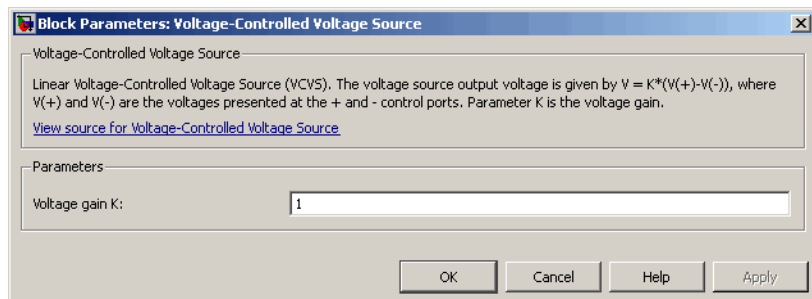 Block Parameters: Voltage-Controlled Voltage Source
Voltage-Controlled Voltage Source
Linear Voltage-Controlled Voltage Source (VCVS). The voltage source output voltage is given by V = K*(V(+)-V(-)), where
V(+) and V(-) are the voltages presented at the + and - control ports. Parameter K is the voltage gain.
View source for Voltage-Controlled Voltage Source
Parameters
Voltage gain K: 1
OK Cancel Help Apply